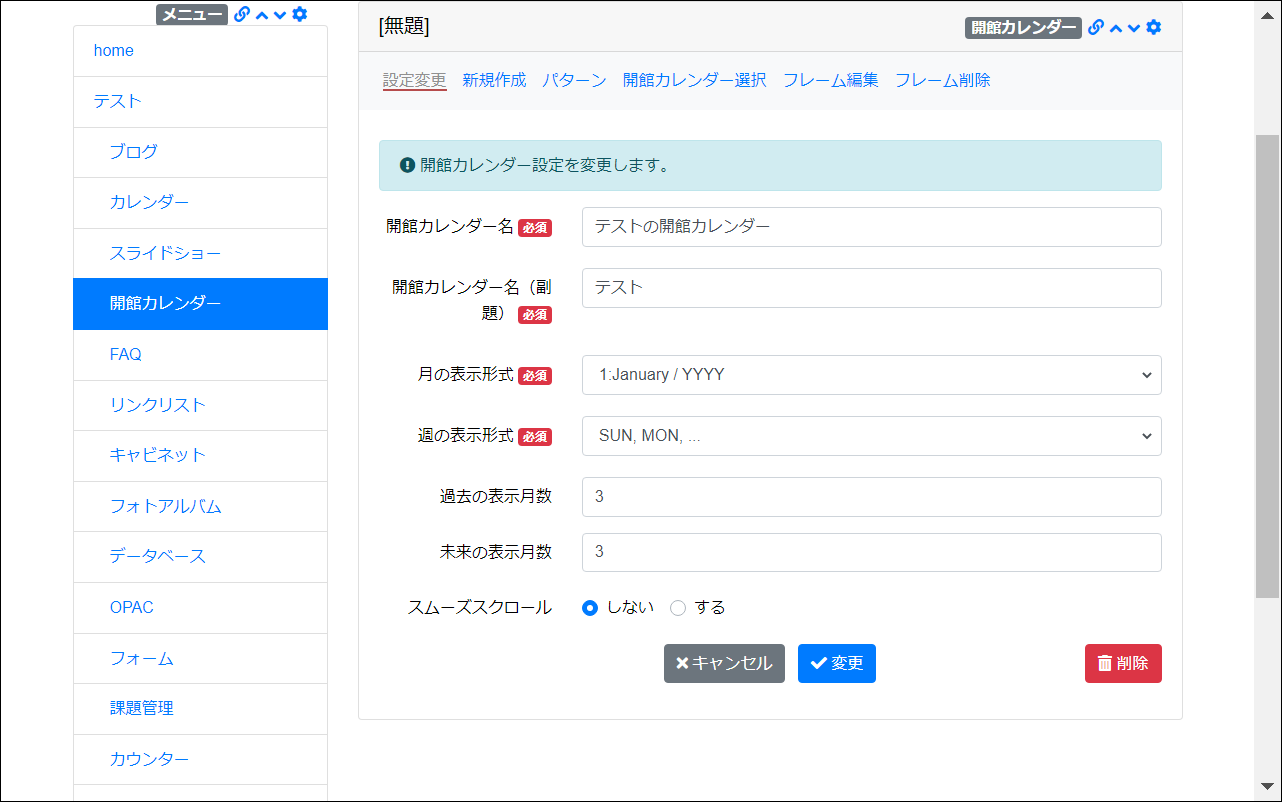 メニュー
home
テスト
ブログ
カレンダー
スライドショー
開館カレンダー
FAQ
リンクリスト
キャビネット
フォトアルバム
データベース
OPAC
フォーム
課題管理
カウンター
[無題]
開館カレンダー
設定変更 新規作成 パターン 開館カレンダー選択 フレーム編集 フレーム削除
開館カレンダー設定を変更します。
開館カレンダー名 必須 テストの開館カレンダー
開館カレンダー名（副 テスト
題） 必須
月の表示形式 必須 1:January / YYYY
週の表示形式 必須 SUN, MON, ...
過去の表示月数 3
未来の表示月数 3
スムーズスクロール しない する
キャンセル 変更 削除